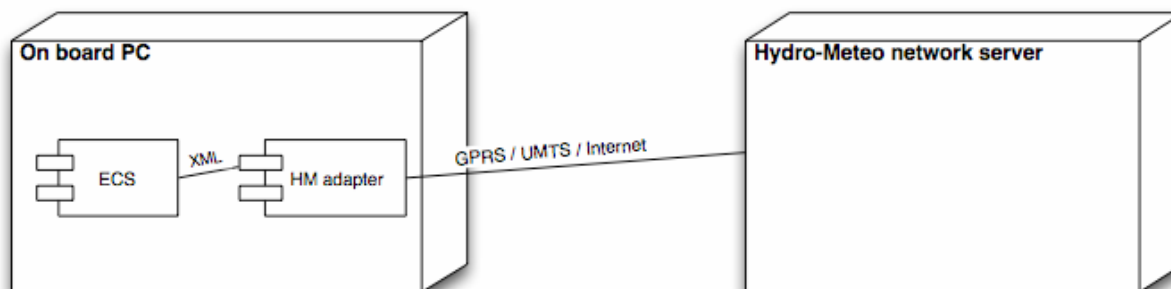 On board PC
Hydro-Meteo network server
XML
GPRS / UMTS / Internet
ECS
HM adapter